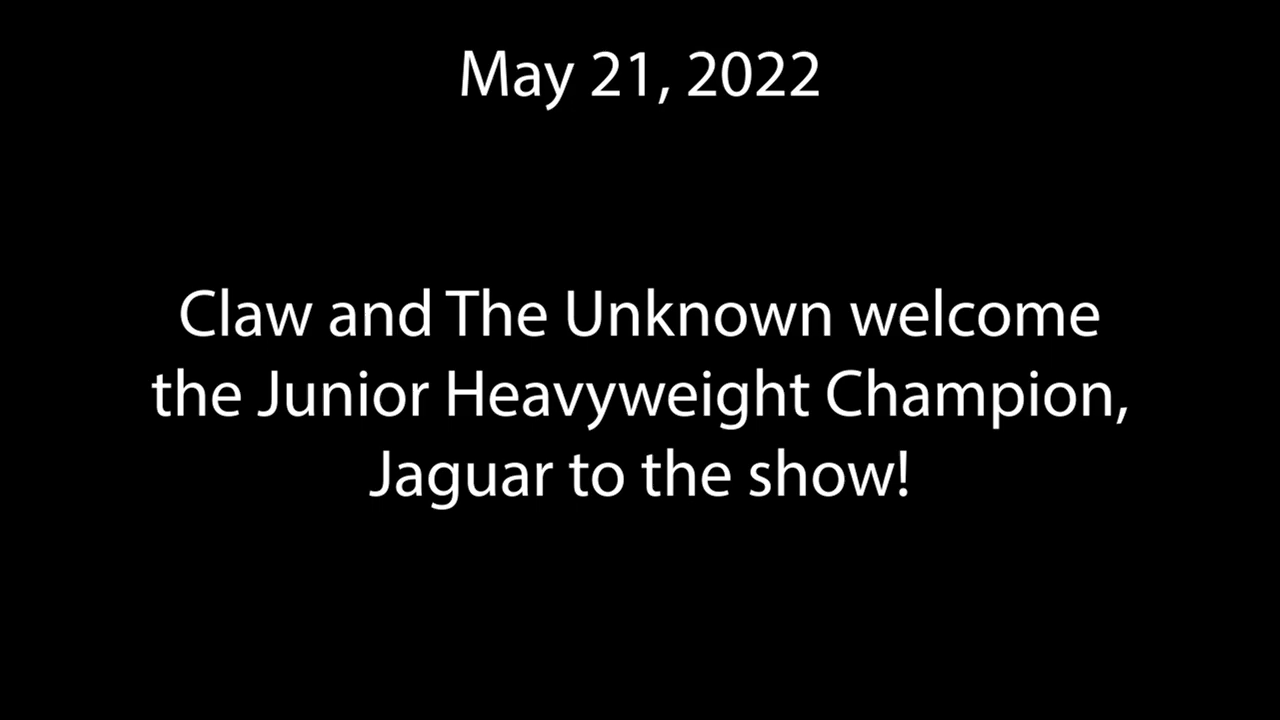 May 21, 2022
Claw and The Unknown welcome
the Junior Heavyweight Champion,
Jaguar to the show!